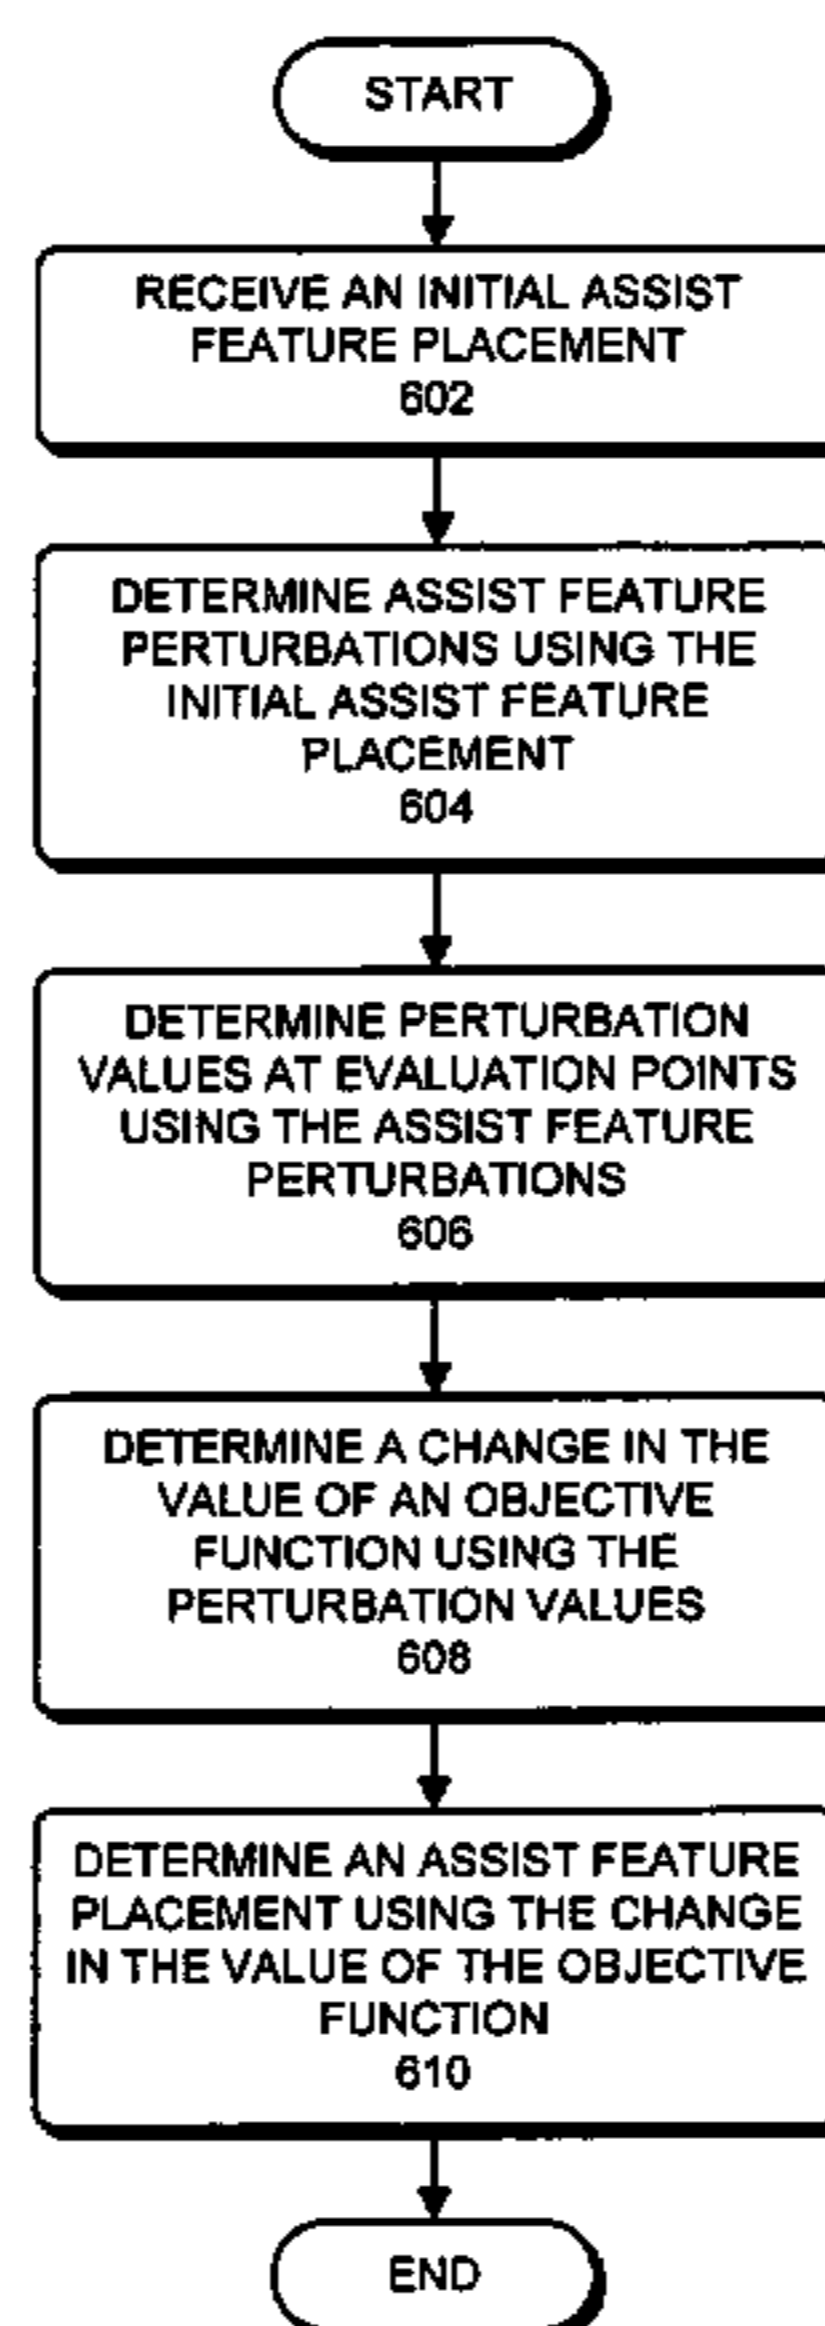 START
RECEIVE AN INITIAL ASSIST
FEATURE PLACEMENT
602
DETERMINE ASSIST FEATURE
PERTURBATIONS USING THE
INITIAL ASSIST FEATURE
PLACEMENT
604
DETERMINE PERTURBATION
VALUES AT EVALUATION POINTS
USING THE ASSIST FEATURE
PERTURBATIONS
606
DETERMINE A CHANGE IN THE
VALUE OF AN OBJECTIVE
FUNCTION USING THE
PERTURBATION VALUES
608
DETERMINE AN ASSIST FEATURE
PLACEMENT USING THE CHANGE
IN THE VALUE OF THE OBJECTIVE
FUNCTION
610
END